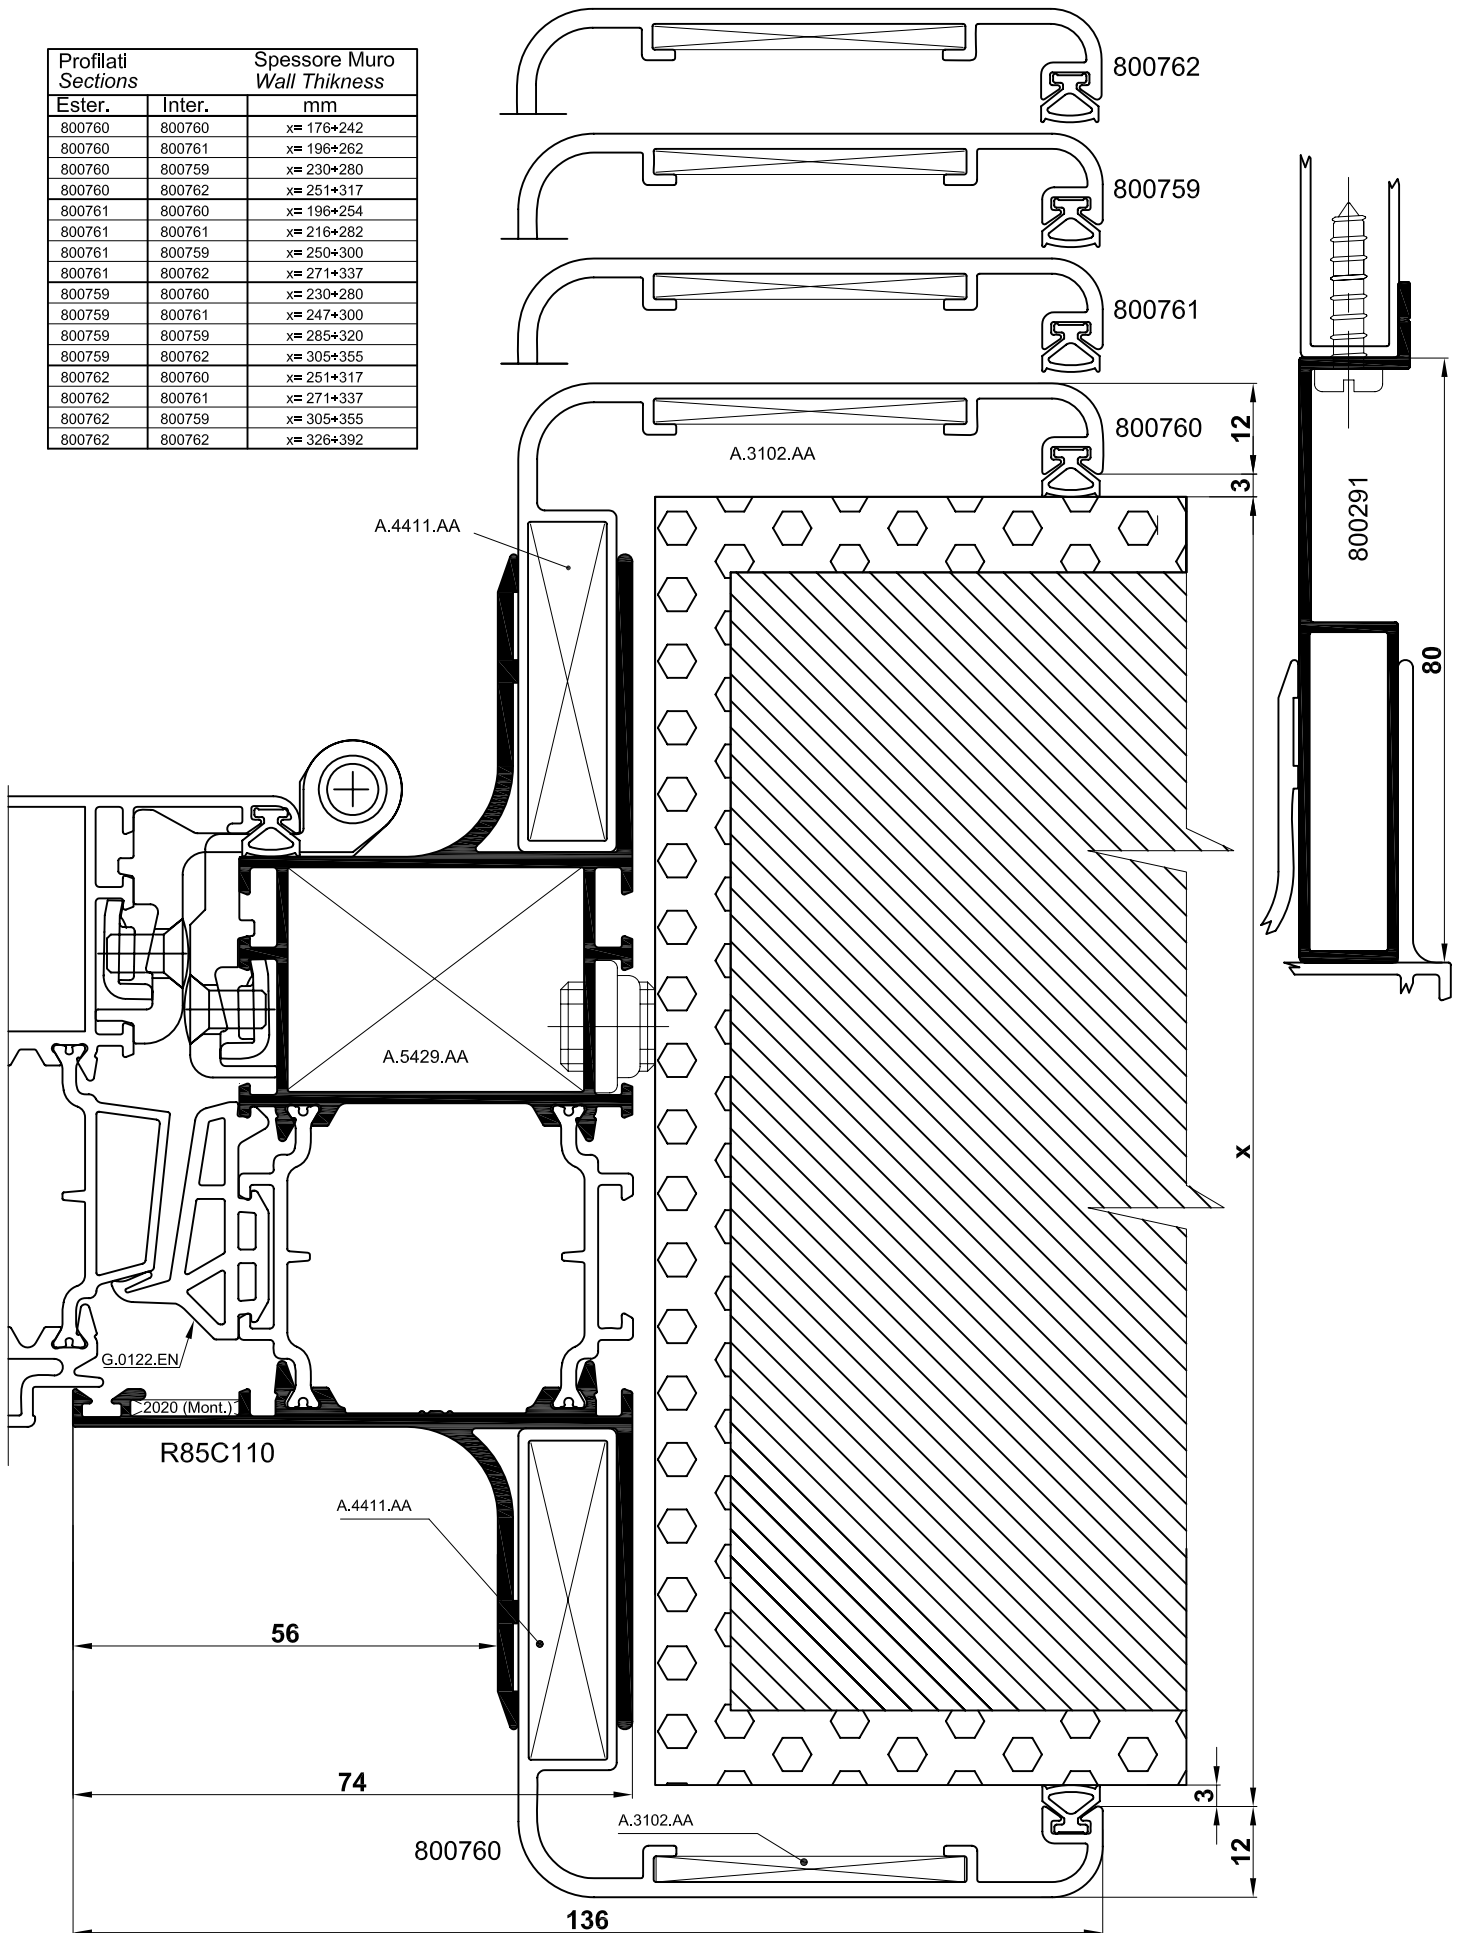 Profilati Spessore Muro
Sections Wall Thikness
Ester. Inter. mm
800760 800760 x= 176÷242
800760 800761 x= 196÷262
800760 800759 x= 230÷280
800760 800762 x= 251÷317
800761 800760 x= 196÷254
800761 800761 x= 216÷282
800761 800759 x= 250÷300
800761 800762 x= 271÷337
800759 800760 x= 230÷280
800759 800761 x= 247÷300
800759 800759 x= 285÷320
800759 800762 x= 305÷355
800762 800760 x= 251÷317
800762 800761 x= 271÷337
800762 800759 x= 305÷355
800762 800762 x= 326÷392
800762
800759
800761
800760
12
3
A.3102.AA
A.4411.AA
800291
80
A.5429.AA
x
G.0122.EN
2020 (Mont.)
R85C110
A.4411.AA
56
74
3
A.3102.AA
12
800760
136